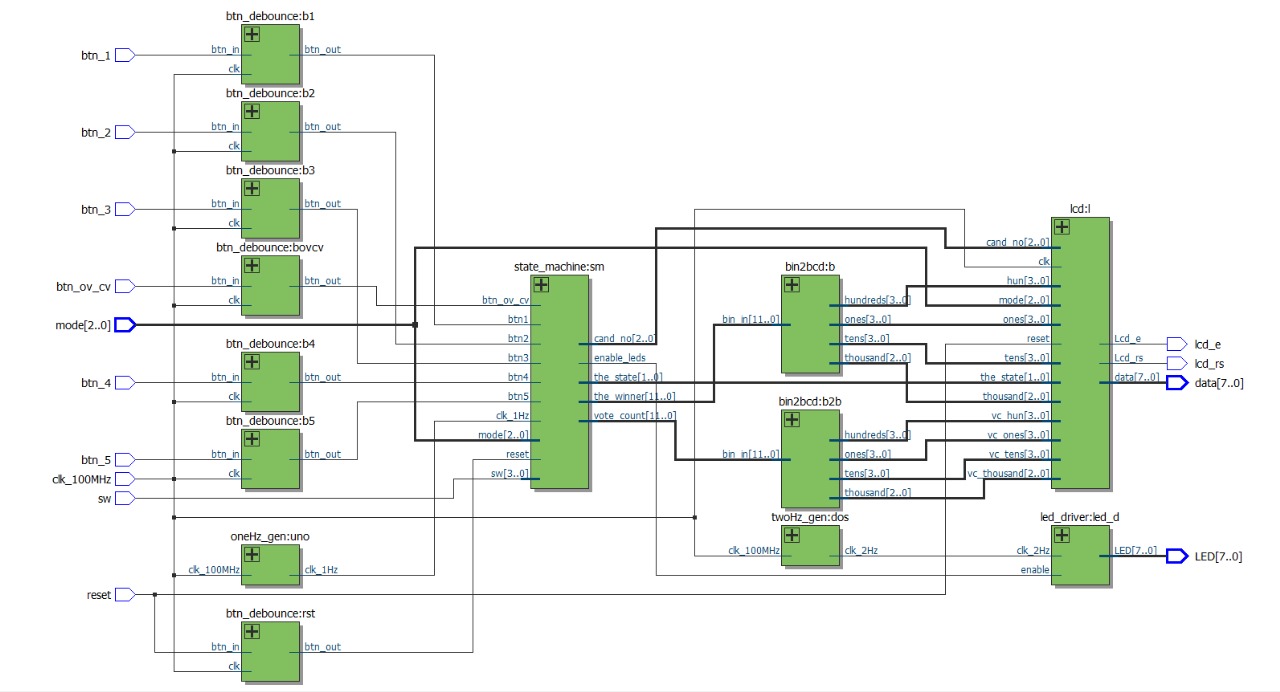 btn_debounce:b1
btn_1
btn_in
btn_out
clk
btn_debounce:b2
btn_2
btn_in
btn_out
clk
btn_debounce:b3
btn_3
btn_in
btn_out
clk
btn_debounce:bovcv
btn_ov_cv
btn_in
btn_out
clk
mode[2..0]
btn_debounce:b4
btn_4
btn_in
btn_out
clk
btn_debounce:b5
btn_5
btn_in
btn_out
clk_100MHz
clk
sw
oneHz_gen:uno
clk_100MHz
clk_1Hz
reset
btn_debounce:rst
btn_in
btn_out
clk
state_machine:sm
btn_ov_cv
btn1
btn2
btn3
btn4
btn5
clk_1Hz
mode[2..0]
reset
sw[3..0]
cand_no[2..0]
enable_leds
the_state[1..0]
the_winner[11..0]
vote_count[11..0]
bin2bcd:b
bin_in[11..0]
hundreds[3..0]
ones[3..0]
tens[3..0]
thousand[2..0]
bin2bcd:b2b
bin_in[11..0]
hundreds[3..0]
ones[3..0]
tens[3..0]
thousand[2..0]
twoHz_gen:dos
clk_100MHz
clk_2Hz
lcd:l
cand_no[2..0]
clk
hun[3..0]
mode[2..0]
ones[3..0]
reset
tens[3..0]
the_state[1..0]
thousand[2..0]
vc_hun[3..0]
vc_ones[3..0]
vc_tens[3..0]
vc_thousand[2..0]
Lcd_e
Lcd_rs
data[7..0]
lcd_e
lcd_rs
data[7..0]
led_driver:led_d
clk_2Hz
enable
LED[7..0]
LED[7..0]